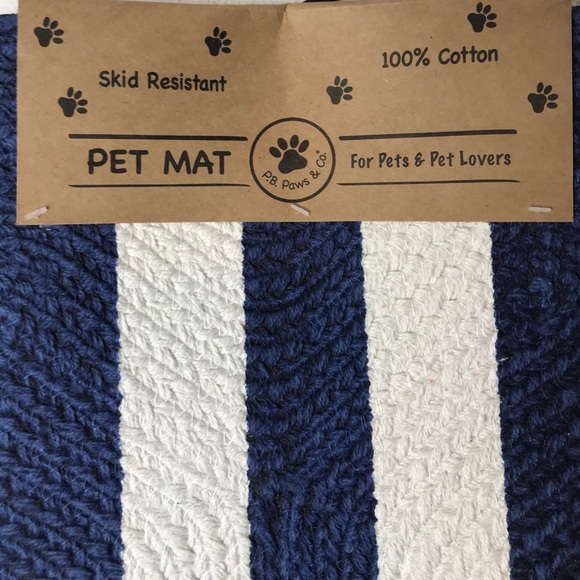 Skid Resistant
100% Cotton
PET MAT
P.B. Paws & Co.®
For Pets & Pet Lovers